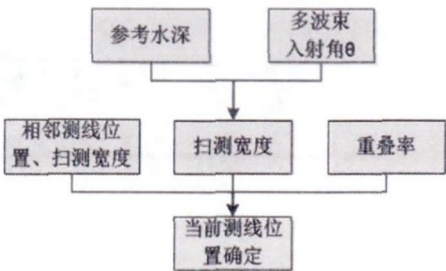 参考水深
多波束
入射角θ
相邻测线位
置、扫测宽度
扫测宽度
重叠率
当前测线位
置确定